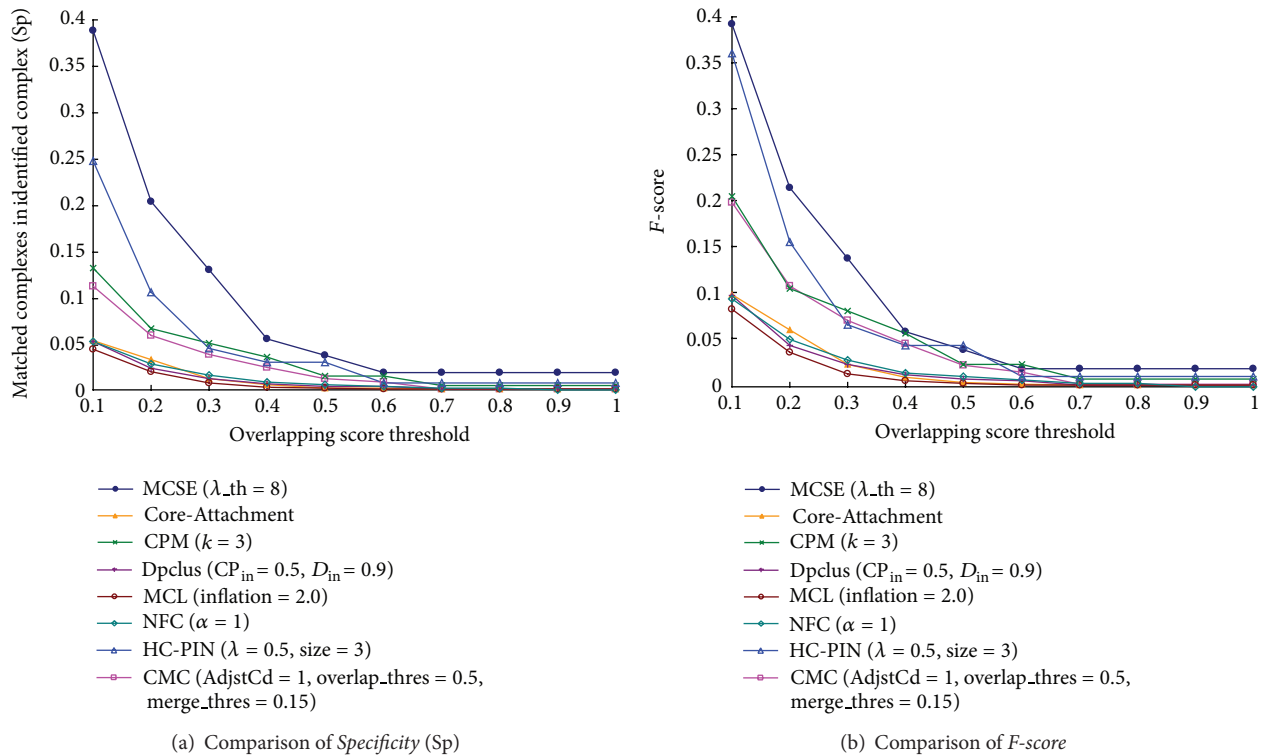 Matched complexes in identified complex (Sp)
0.4
0.35
0.3
0.25
0.2
0.15
0.1
0.05
0
0.1 0.2 0.3 0.4 0.5 0.6 0.7 0.8 0.9 1
Overlapping score threshold
MCSE (λ_th = 8)
Core-Attachment
CPM (k = 3)
Dpclus (CP_in = 0.5, D_in = 0.9)
MCL (inflation = 2.0)
NFC (α = 1)
HC-PIN (λ = 0.5, size = 3)
CMC (AdjstCd = 1, overlap_thres = 0.5,
merge_thres = 0.15)
(a) Comparison of Specificity (Sp)
F-score
0.4
0.35
0.3
0.25
0.2
0.15
0.1
0.05
0
0.1 0.2 0.3 0.4 0.5 0.6 0.7 0.8 0.9 1
Overlapping score threshold
MCSE (λ_th = 8)
Core-Attachment
CPM (k = 3)
Dpclus (CP_in = 0.5, D_in = 0.9)
MCL (inflation = 2.0)
NFC (α = 1)
HC-PIN (λ = 0.5, size = 3)
CMC (AdjstCd = 1, overlap_thres = 0.5,
merge_thres = 0.15)
(b) Comparison of F-score